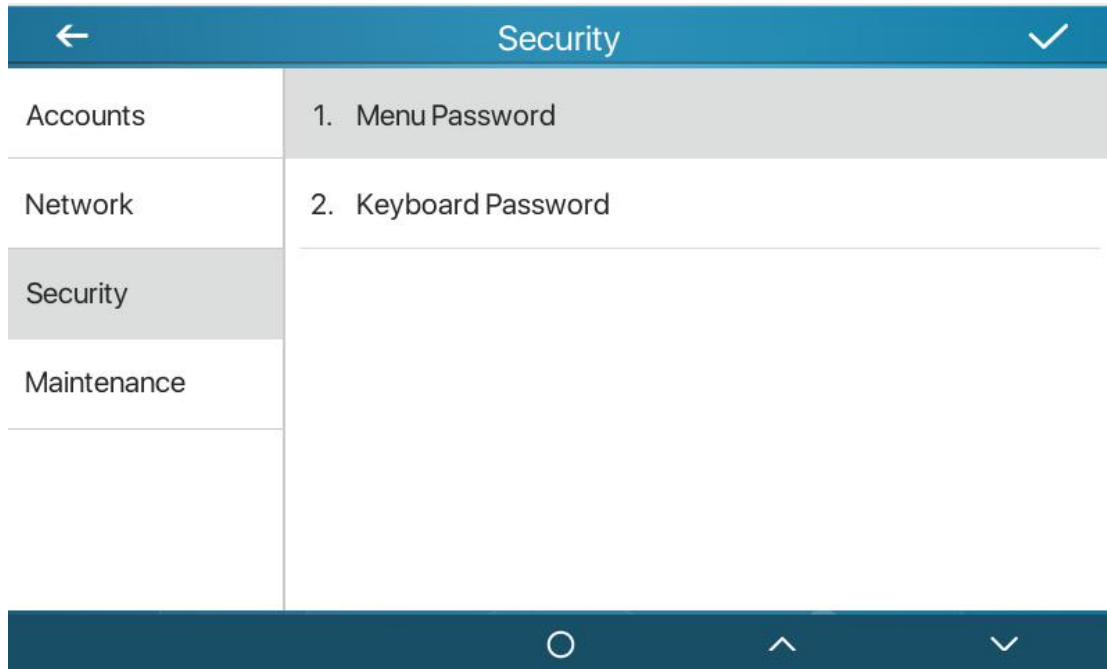 Security
Accounts
Network
Security
Maintenance
1. Menu Password
2. Keyboard Password